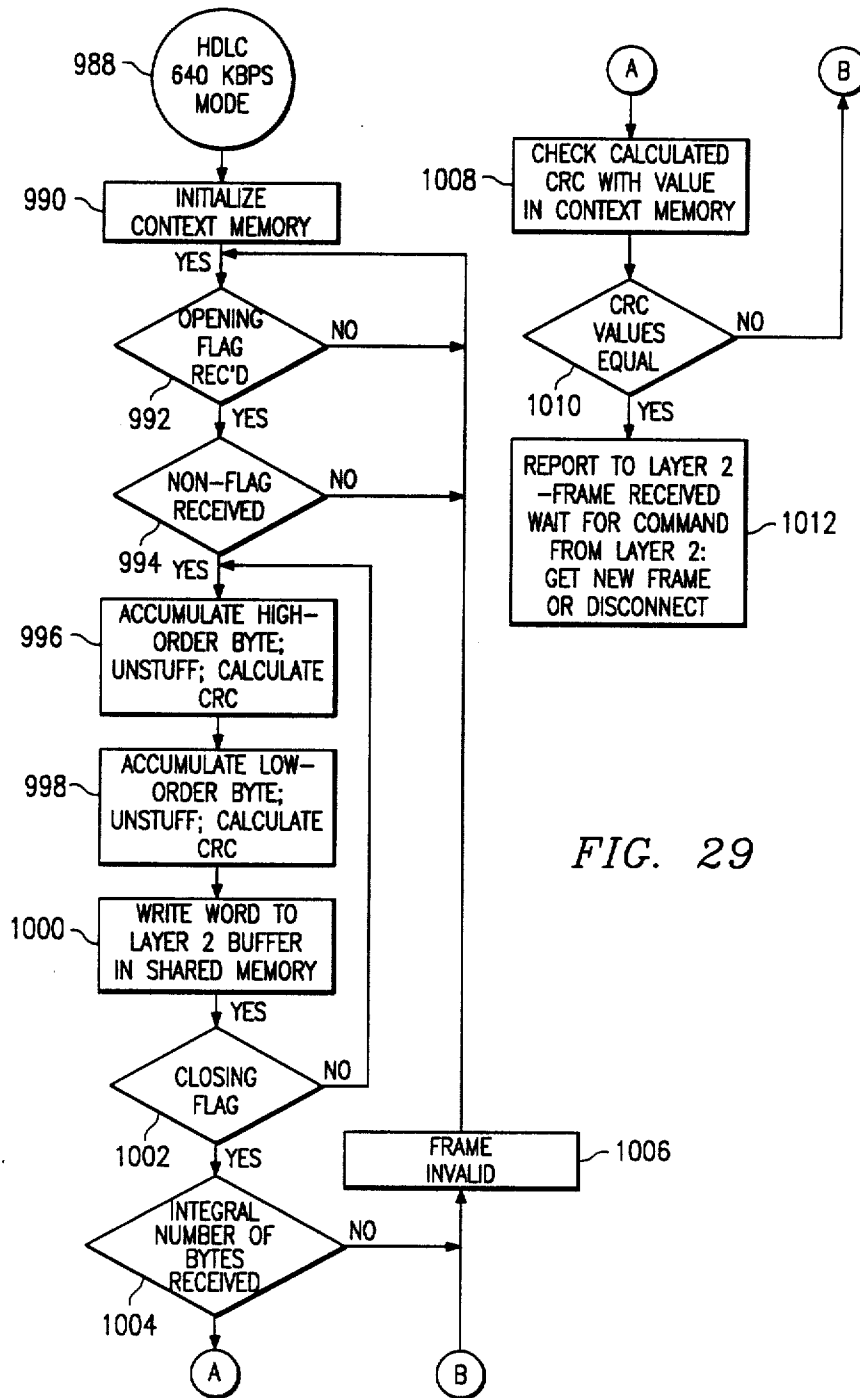 988
HDLC
640 KBPS
MODE
990
INITIALIZE
CONTEXT MEMORY
YES
OPENING
FLAG
REC'D
NO
992
YES
NON-FLAG
RECEIVED
NO
994
YES
996
ACCUMULATE HIGH-
ORDER BYTE;
UNSTUFF; CALCULATE
CRC
998
ACCUMULATE LOW-
ORDER BYTE;
UNSTUFF; CALCULATE
CRC
1000
WRITE WORD TO
LAYER 2 BUFFER
IN SHARED MEMORY
YES
CLOSING
FLAG
NO
1002
YES
INTEGRAL
NUMBER OF
BYTES
RECEIVED
NO
1004
A
FRAME
INVALID
1006
B
A
B
1008
CHECK CALCULATED
CRC WITH VALUE
IN CONTEXT MEMORY
CRC
VALUES
EQUAL
NO
1010
YES
REPORT TO LAYER 2
-FRAME RECEIVED
WAIT FOR COMMAND
FROM LAYER 2:
GET NEW FRAME
OR DISCONNECT
1012
FIG. 29